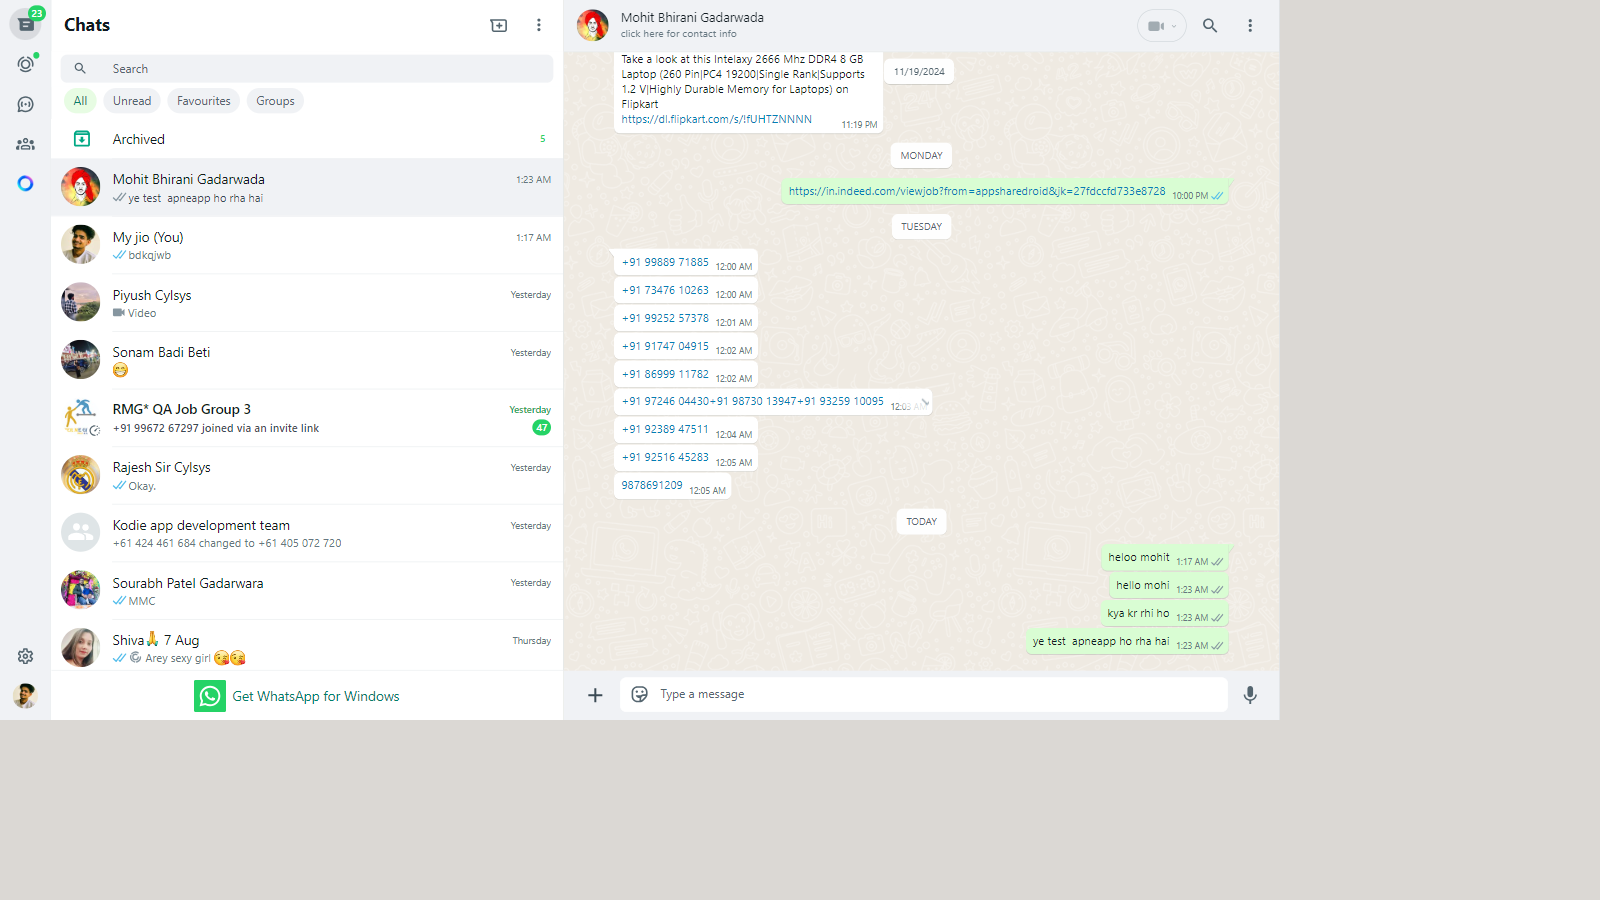 23
Chats
Search
All
Unread
Favourites
Groups
Archived
5
Mohit Bhirani Gadarwada
1:23 AM
ye test apneapp ho rha hai
My jio (You)
1:17 AM
bdkqjwb
Piyush Cylsys
Yesterday
Video
Sonam Badi Beti
Yesterday
RMG* QA Job Group 3
Yesterday
+91 99672 67297 joined via an invite link
47
Rajesh Sir Cylsys
Yesterday
Okay,
Kodie app development team
Yesterday
+61 424 461 684 changed to +61 405 072 720
Sourabh Patel Gadarwara
Yesterday
MMC
Shiva🙏 7 Aug
Thursday
Arey sexy girl 😘😘
Get WhatsApp for Windows
Mohit Bhirani Gadarwada
click here for contact info
11/19/2024
Take a look at this Intelaxy 2666 Mhz DDR4 8 GB
Laptop (260 Pin|PC4 19200|Single Rank|Supports
1.2 V|Highly Durable Memory for Laptops) on
Flipkart
https://dl.flipkart.com/s/!fUHTZNNNN
11:19 PM
MONDAY
https://in.indeed.com/viewjob?from=appsharedroid&jk=27fdccfd733e8728 10:00 PM
TUESDAY
+91 99889 71885 12:00 AM
+91 73476 10263 12:00 AM
+91 99252 57378 12:01 AM
+91 91747 04915 12:02 AM
+91 86999 11782 12:02 AM
+91 97246 04430+91 98730 13947+91 93259 10095 12:03 AM
+91 92389 47511 12:04 AM
+91 92516 45283 12:05 AM
9878691209 12:05 AM
TODAY
heloo mohit 1:17 AM
hello mohi 1:23 AM
kya kr rhi ho 1:23 AM
ye test apneapp ho rha hai 1:23 AM
Type a message